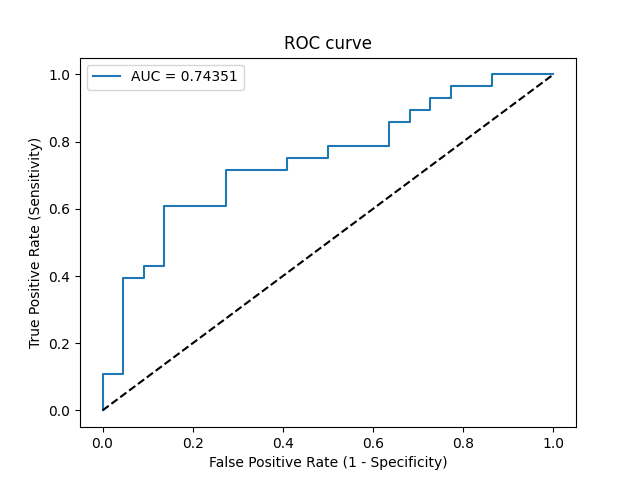 ROC curve
AUC = 0.74351
1.0
0.8
0.6
0.4
0.2
0.0
True Positive Rate (Sensitivity)
0.0 0.2 0.4 0.6 0.8 1.0
False Positive Rate (1 - Specificity)